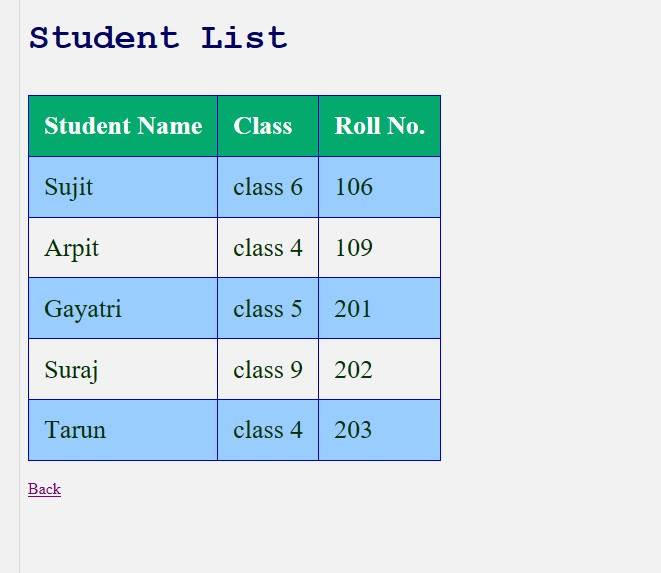 Student List
Student Name Class Roll No.
Sujit class 6 106
Arpit class 4 109
Gayatri class 5 201
Suraj class 9 202
Tarun class 4 203
Back